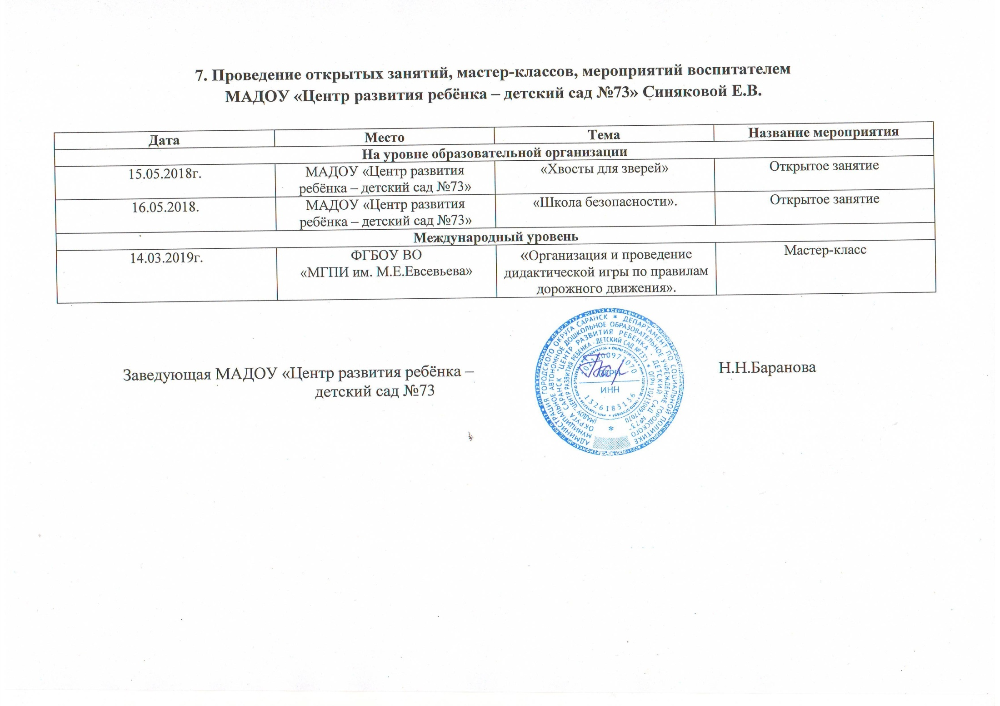 7. Проведение открытых занятий, мастер-классов, мероприятий воспитателем
МАДОУ «Центр развития ребёнка – детский сад №73» Синяковой Е.В.
Дата Место Тема Название мероприятия
На уровне образовательной организации
15.05.2018г. МАДОУ «Центр развития «Хвосты для зверей» Открытое занятие
ребёнка – детский сад №73»
16.05.2018. МАДОУ «Центр развития «Школа безопасности». Открытое занятие
ребёнка – детский сад №73»
Международный уровень
14.03.2019г. ФГБОУ ВО «Организация и проведение Мастер-класс
«МГПИ им. М.Е.Евсевьева» дидактической игры по правилам
дорожного движения».
Заведующая МАДОУ «Центр развития ребёнка – Н.Н.Баранова
детский сад №73
АДМИНИСТРАЦИЯ ГОРОДСКОГО ОКРУГА САРАНСК * ДЕПАРТАМЕНТ ПО СОЦИАЛЬНОЙ ПОЛИТИКЕ
МУНИЦИПАЛЬНОЕ АВТОНОМНОЕ ДОШКОЛЬНОЕ ОБРАЗОВАТЕЛЬНОЕ УЧРЕЖДЕНИЕ ГОРОДСКОГО
ОКРУГА САРАНСК "ЦЕНТР РАЗВИТИЯ РЕБЕНКА - ДЕТСКИЙ САД №73"
(МАДОУ "ЦЕНТР РАЗВИТИЯ РЕБЕНКА - ДЕТСКИЙ САД №73") * ОГРН 1021300977070
1021300977070
ОГРН
ИНН
1326183136